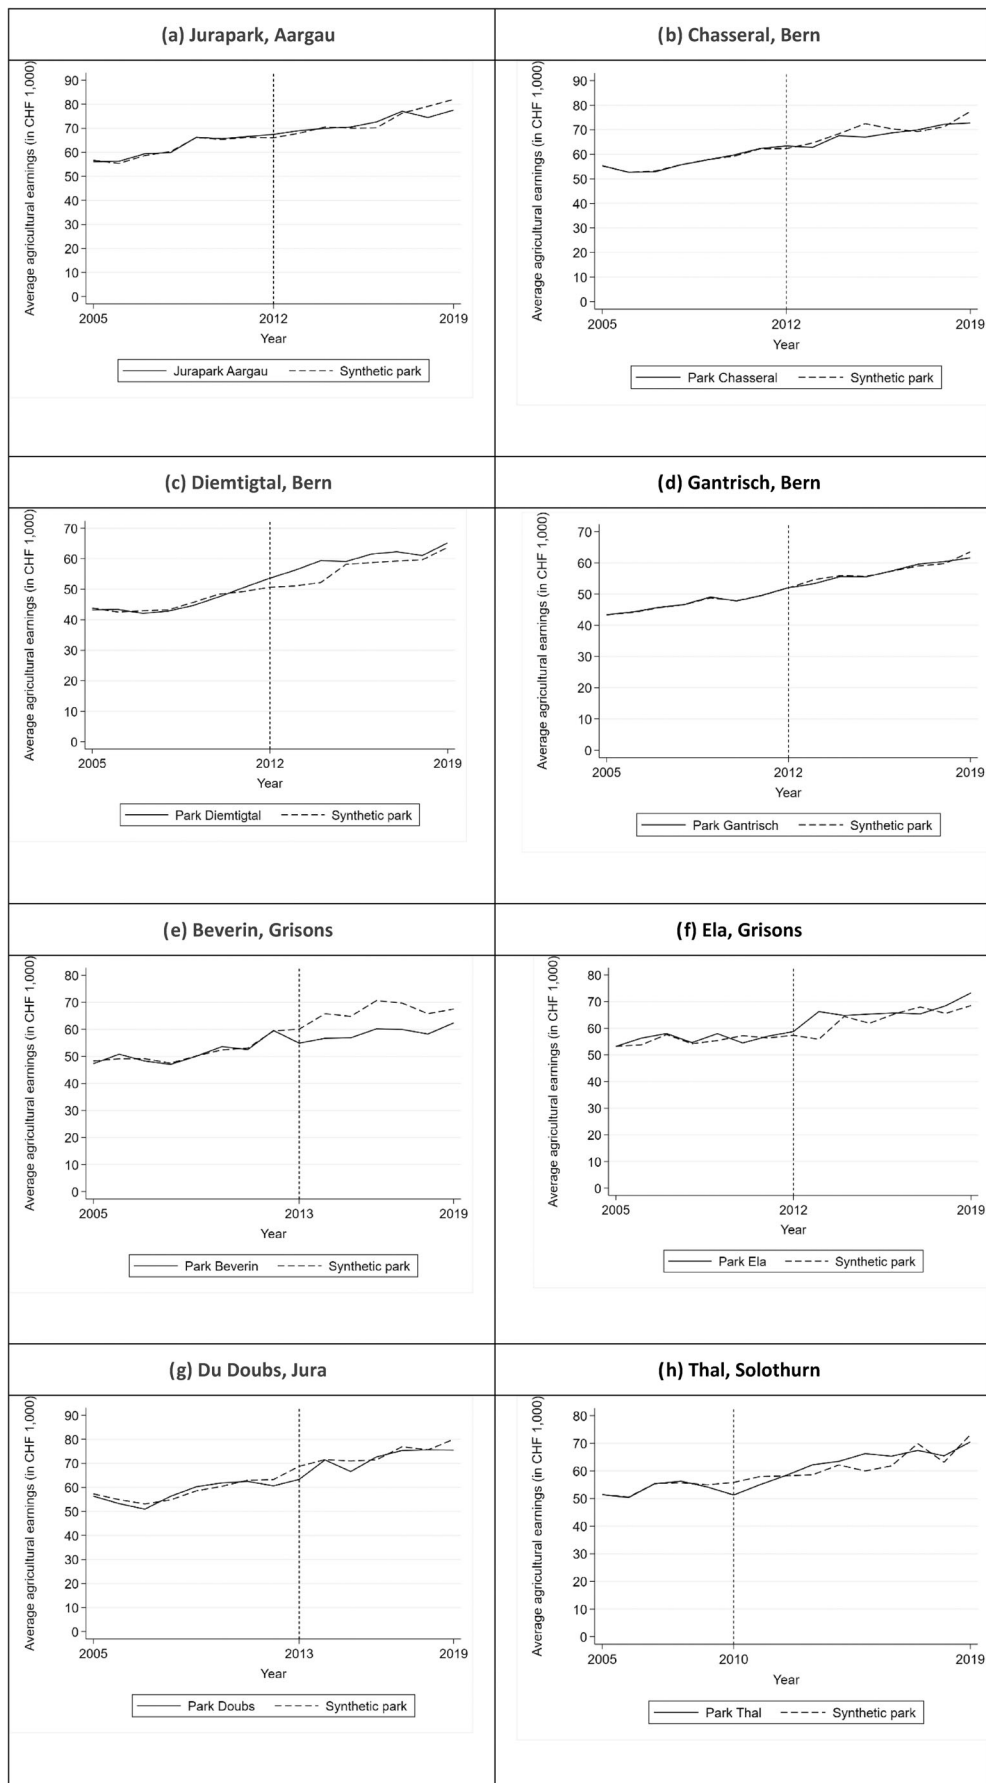 (a) Jurapark, Aargau
(b) Chasseral, Bern
Average agricultural earnings (in CHF 1,000)
90
80
70
60
50
40
30
20
10
0
2005
2012
2019
Year
Jurapark Aargau
Synthetic park
Average agricultural earnings (in CHF 1,000)
90
80
70
60
50
40
30
20
10
0
2005
2012
2019
Year
Park Chasseral
Synthetic park
(c) Diemtigtal, Bern
(d) Gantrisch, Bern
Average agricultural earnings (in CHF 1,000)
70
60
50
40
30
20
10
0
2005
2012
2019
Year
Park Diemtigtal
Synthetic park
Average agricultural earnings (in CHF 1,000)
70
60
50
40
30
20
10
0
2005
2012
2019
Year
Park Gantrisch
Synthetic park
(e) Beverin, Grisons
(f) Ela, Grisons
Average agricultural earnings (in CHF 1,000)
80
70
60
50
40
30
20
10
0
2005
2013
2019
Year
Park Beverin
Synthetic park
Average agricultural earnings (in CHF 1,000)
80
70
60
50
40
30
20
10
0
2005
2012
2019
Year
Park Ela
Synthetic park
(g) Du Doubs, Jura
(h) Thal, Solothurn
Average agricultural earnings (in CHF 1,000)
90
80
70
60
50
40
30
20
10
0
2005
2013
2019
Year
Park Doubs
Synthetic park
Average agricultural earnings (in CHF 1,000)
80
70
60
50
40
30
20
10
0
2005
2010
2019
Year
Park Thal
Synthetic park